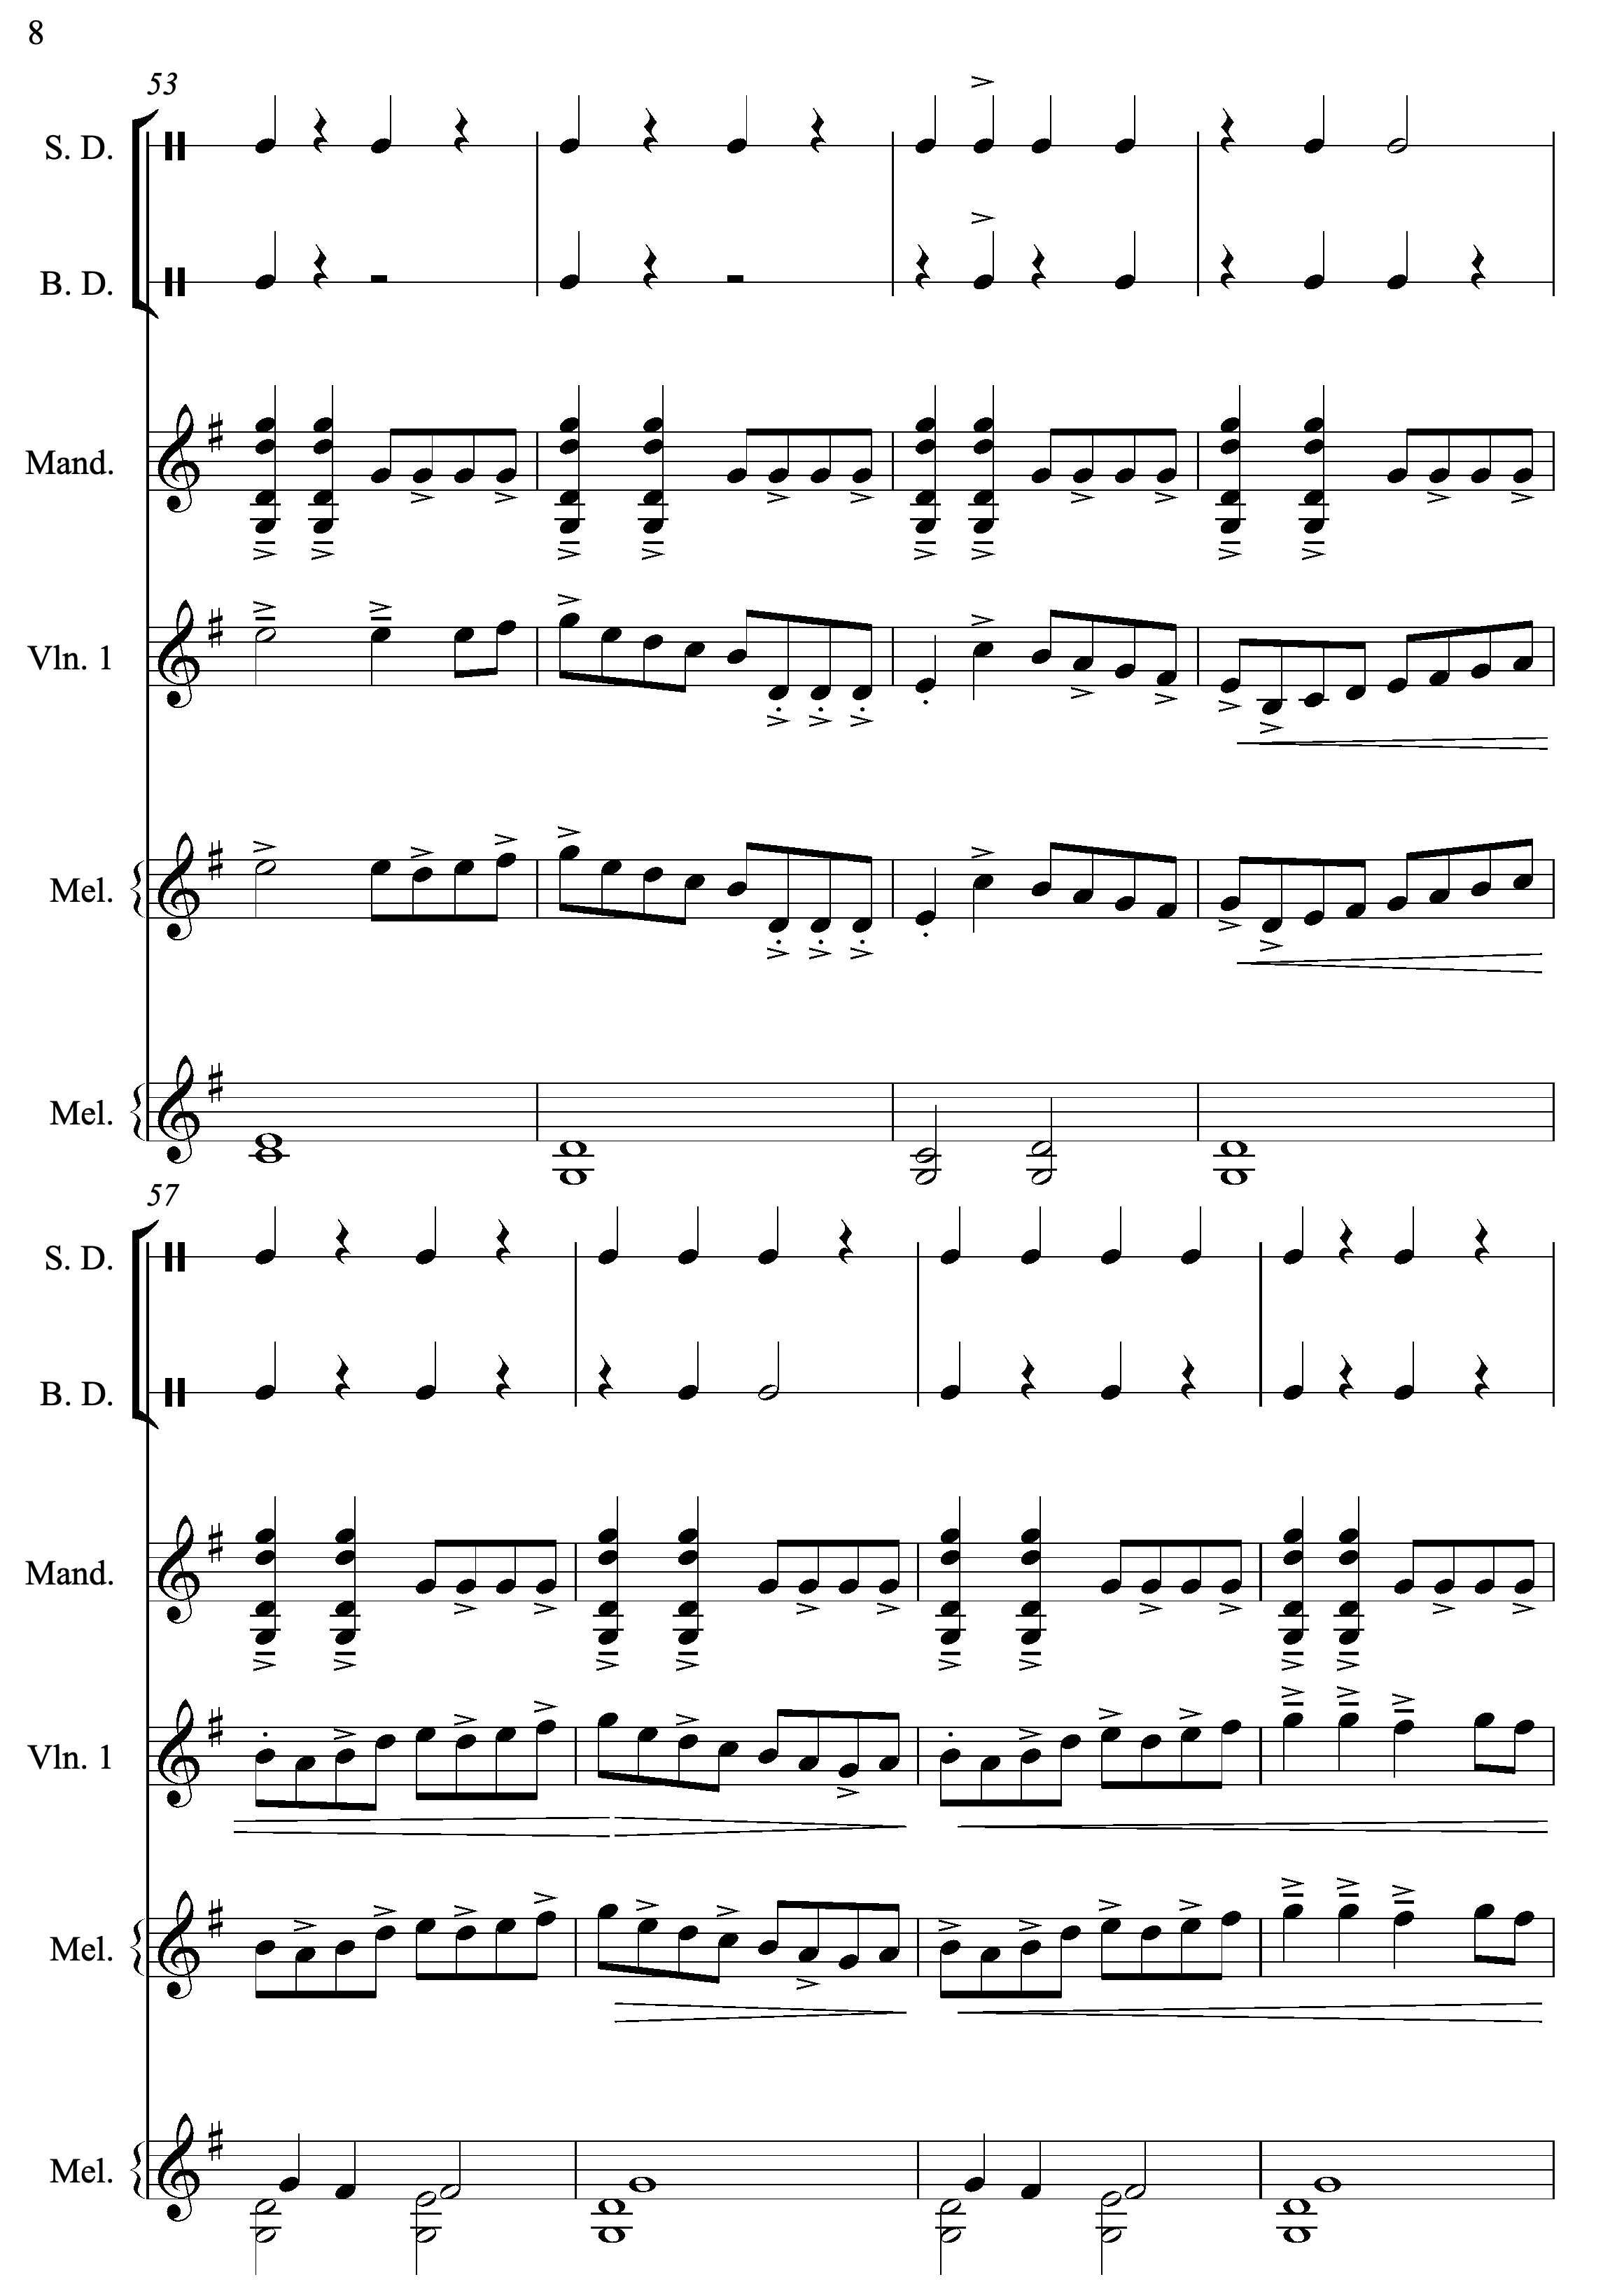 8
53
S. D.
B. D.
Mand.
Vln. 1
Mel.
Mel.
57
S. D.
B. D.
Mand.
Vln. 1
Mel.
Mel.